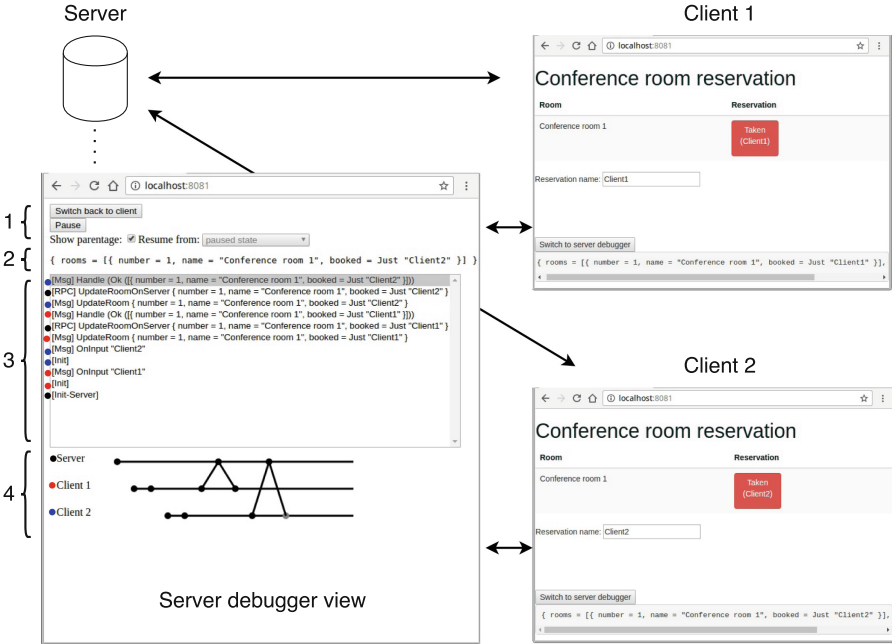 Server
Client 1
localhost:8081
Conference room reservation
Room Reservation
Conference room 1 Taken
(Client1)
Reservation name: Client1
Switch to server debugger
{ rooms = [{ number = 1, name = "Conference room 1", booked = Just "Client1" }],
localhost:8081
1
Switch back to client
Pause
Show parentage: Resume from: paused state
2
{ rooms = [{ number = 1, name = "Conference room 1", booked = Just "Client2" }] }
3
[Msg] Handle (Ok ([{ number = 1, name = "Conference room 1", booked = Just "Client2" }]))
[RPC] UpdateRoomOnServer { number = 1, name = "Conference room 1", booked = Just "Client2" }
[Msg] UpdateRoom { number = 1, name = "Conference room 1", booked = Just "Client2" }
[Msg] Handle (Ok ([{ number = 1, name = "Conference room 1", booked = Just "Client1" }]))
[RPC] UpdateRoomOnServer { number = 1, name = "Conference room 1", booked = Just "Client1" }
[Msg] UpdateRoom { number = 1, name = "Conference room 1", booked = Just "Client1" }
[Msg] OnInput "Client2"
[Init]
[Msg] OnInput "Client1"
[Init]
[Init-Server]
4
Server
Client 1
Client 2
Server debugger view
Client 2
localhost:8081
Conference room reservation
Room Reservation
Conference room 1 Taken
(Client2)
Reservation name: Client2
Switch to server debugger
{ rooms = [{ number = 1, name = "Conference room 1", booked = Just "Client2" }],